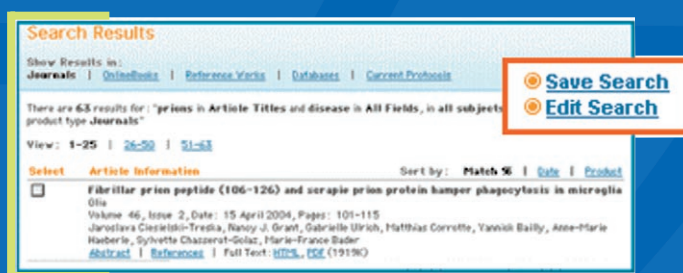 Search Results
Show Results in:
Journals | OnlineBooks | Reference Works | Databases | Current Protocols
Save Search
Edit Search
There are 63 results for: "prions in Article Titles and disease in All Fields, in all subjects
product type Journals"
View: 1-25 | 26-50 | 51-63
Select Article Information Sort by: Match % | Date | Product
Fibrillar prion peptide (106-126) and scrapie prion protein hamper phagocytosis in microglia
Glia
Volume 46, Issue 2, Date: 15 April 2004, Pages: 101-115
Jaroslava Ciesielski-Treska, Nancy J. Grant, Gabrielle Ulrich, Matthias Corrotte, Yannick Bailly, Anne-Marie
Haeberle, Sylvette Chasserot-Golaz, Marie-France Bader
Abstract | References | Full Text: HTML, PDF (1919K)